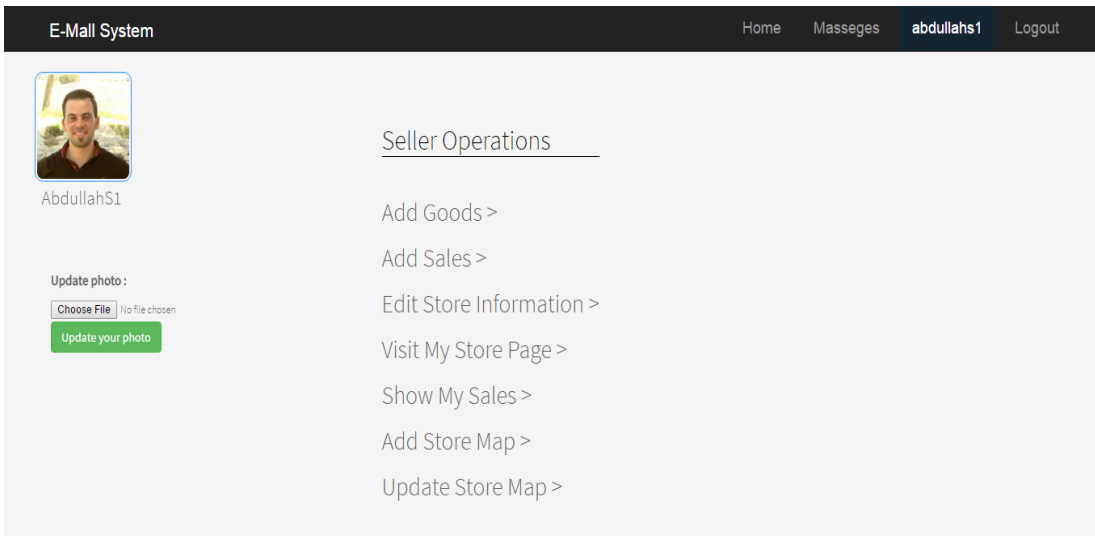 E-Mall System Home Masseges abdullahs1 Logout
AbdullahS1
Update photo :
Choose File No file chosen
Update your photo
Seller Operations
Add Goods >
Add Sales >
Edit Store Information >
Visit My Store Page >
Show My Sales >
Add Store Map >
Update Store Map >